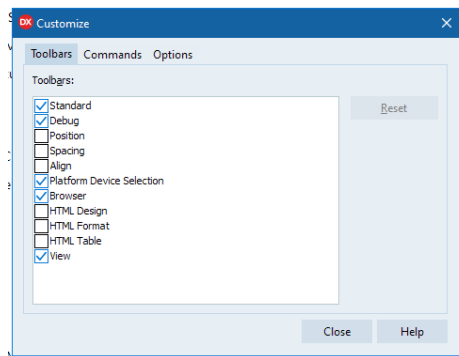 DX Customize
Toolbars Commands Options
Toolbars:
Standard
Debug
Position
Spacing
Align
Platform Device Selection
Browser
HTML Design
HTML Format
HTML Table
View
Reset
Close Help